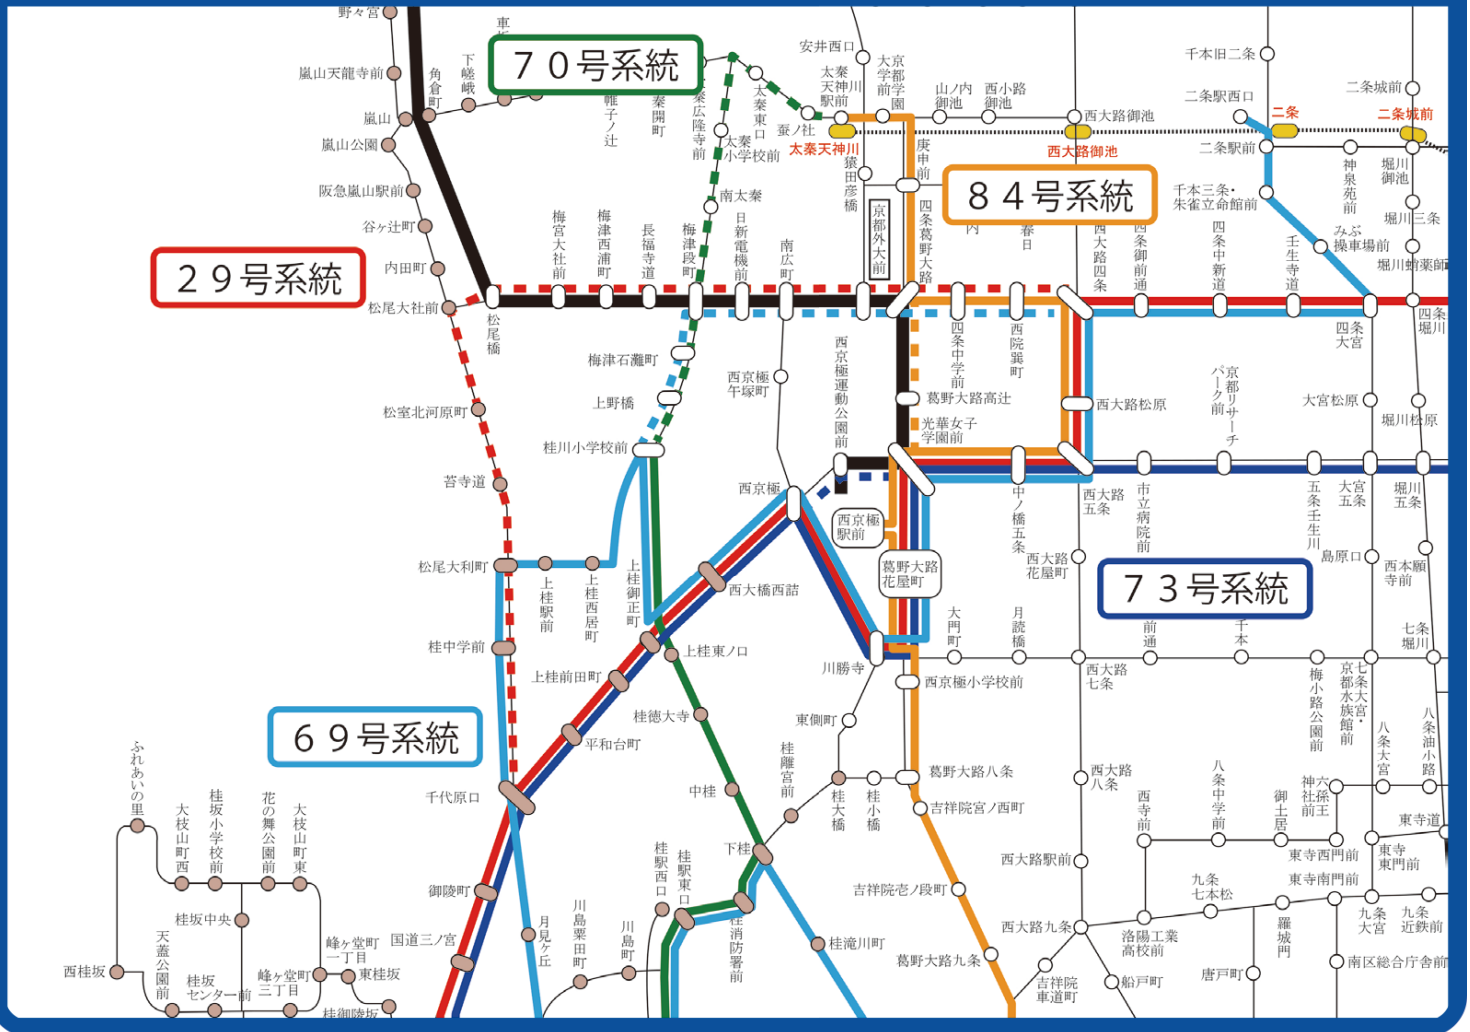 野々宮
嵐山天龍寺前
角倉町
下嵯峨
車
７０号系統
帷子ノ辻
秦開町
秦広隆寺前
太秦東口
太秦
小学校前
蚕ノ社
安井西口
太秦
天神川
駅前
京都学園
大学前
山ノ内
御池
西小路
御池
西大路御池
千本旧二条
二条城前
二条駅西口
二条
二条城前
嵐山
嵐山公園
太秦天神川
西大路御池
二条駅前
神泉苑前
堀川
御池
猿田彦橋
庚申前
阪急嵐山駅前
南太秦
８４号系統
千本三条・
朱雀立命館前
堀川三条
谷ヶ辻町
梅宮大社前
梅津西浦町
長福寺道
梅津段町
日新電機前
南広町
京都外大前
四条葛野大路
内
春日
西大路四条
四条御前通
四条中新道
壬生寺道
みぶ
操車場前
堀川蛸薬師
内田町
２９号系統
松尾大社前
松尾橋
四条中学前
西院巽町
四条
大宮
四条
堀川
梅津石灘町
西京極
午塚町
西京極運動公園前
上野橋
葛野大路高辻
西大路松原
京都リサーチ
パーク前
大宮松原
堀川松原
松室北河原町
光華女子
学園前
桂川小学校前
苔寺道
西京極
西京極
駅前
中ノ橋五条
西大路
五条
市立病院前
五条壬生川
大宮
五条
堀川
五条
松尾大利町
上桂駅前
上桂西居町
上桂御正町
西大橋西詰
葛野大路
花屋町
西大路
花屋町
７３号系統
島原口
西本願
寺前
桂中学前
上桂東ノ口
大門町
月読橋
前通
千本
七条
堀川
上桂前田町
川勝寺
西京極小学校前
西大路
七条
梅小路公園前
七条大宮・
京都水族館前
桂徳大寺
東側町
６９号系統
平和台町
桂離宮前
八条大宮
八条油小路
千代原口
中桂
桂大橋
桂小橋
葛野大路八条
西大路
八条
八条中学前
六孫王
神社前
ふれあいの里
大枝山町西
桂坂小学校前
花の舞公園前
大枝山町東
吉祥院宮ノ西町
西寺前
御土居
東寺道
東寺西門前
東寺
東門前
下桂
桂駅西口
桂駅東口
西大路駅前
御陵町
吉祥院壱ノ段町
九条
七本松
東寺南門前
桂坂中央
川島粟田町
川島町
桂消防署前
西大路九条
洛陽工業
高校前
羅城門
九条
大宮
九条
近鉄前
国道三ノ宮
月見ヶ丘
桂滝川町
葛野大路九条
天蓋公園前
峰ヶ堂町
一丁目
西桂坂
桂坂
センター前
峰ヶ堂町
三丁目
東桂坂
桂御陵坂
吉祥院
車道町
船戸町
唐戸町
南区総合庁舎前